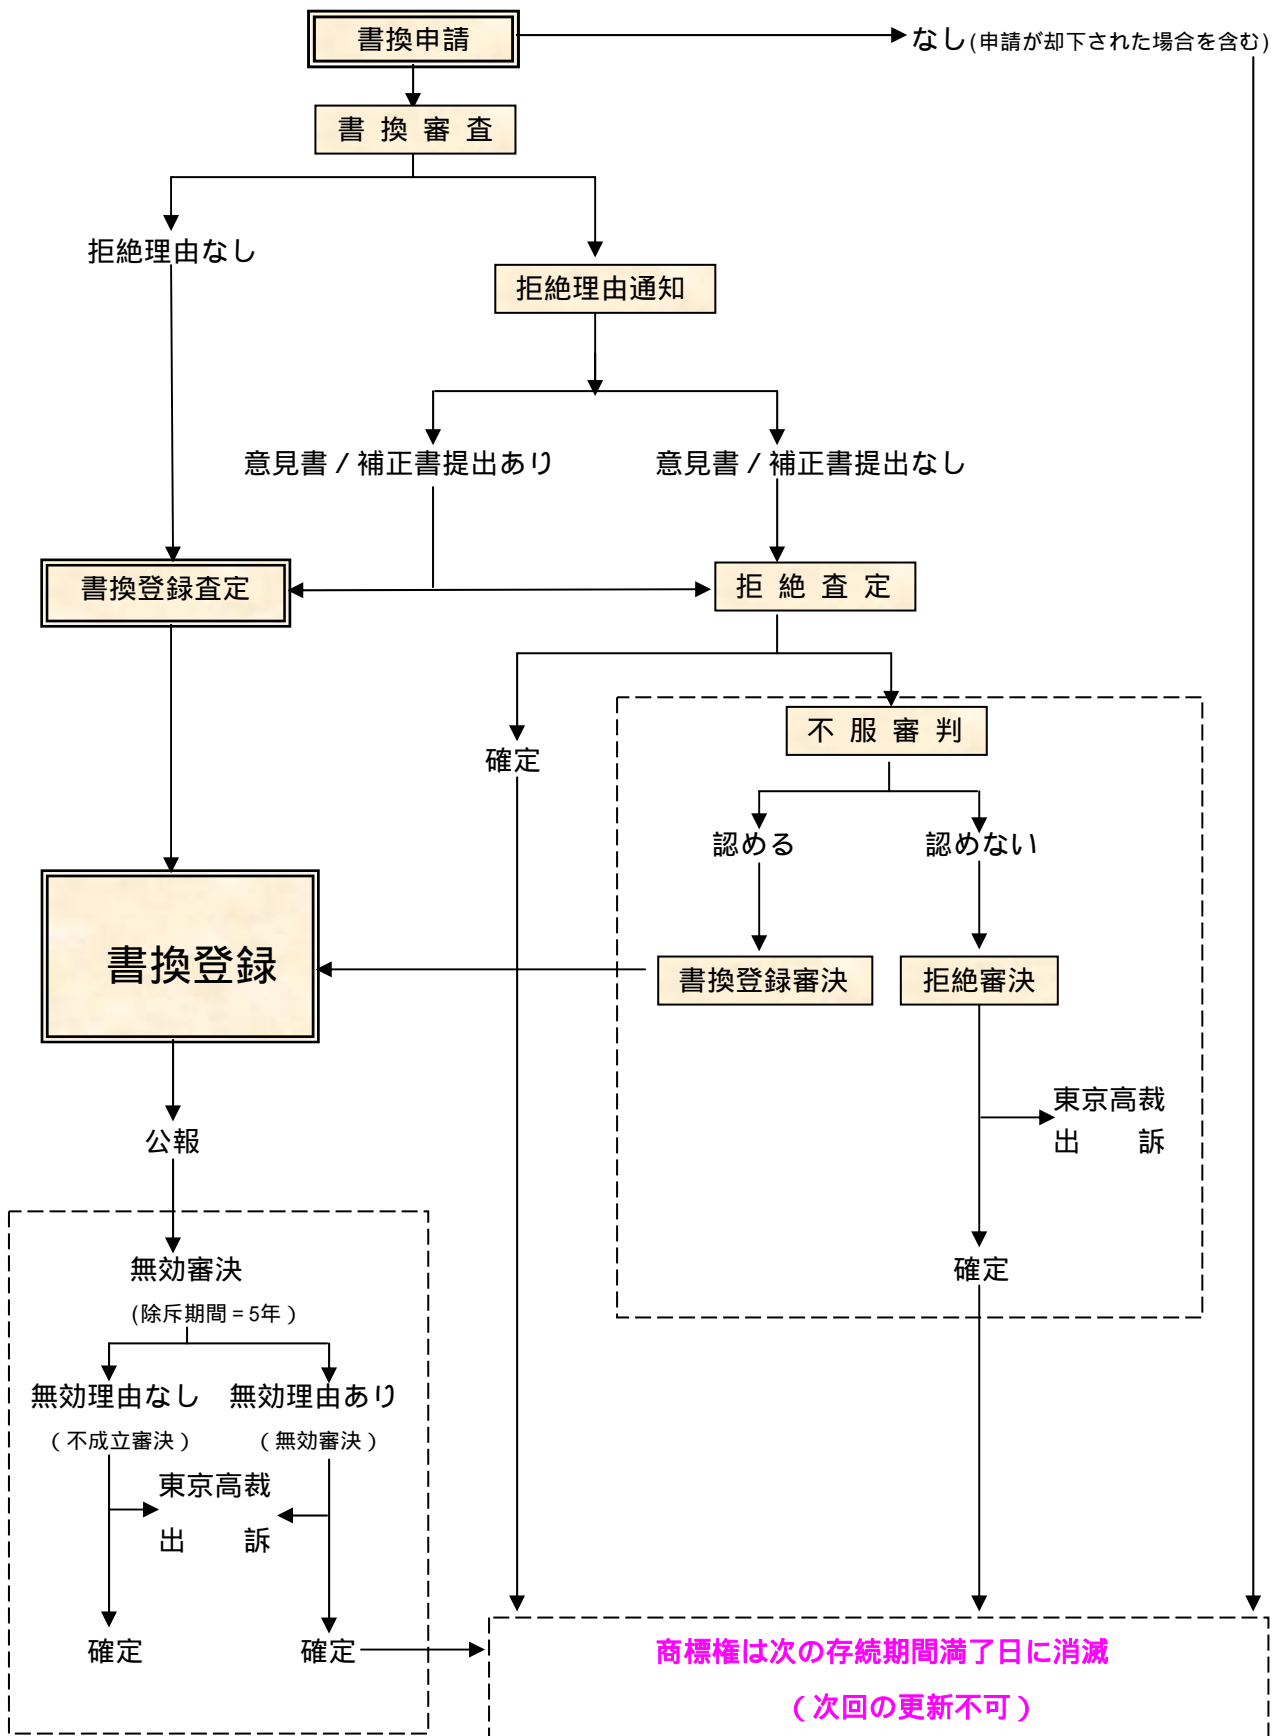 書換申請
なし(申請が却下された場合を含む)
書換審査
拒絶理由なし
拒絶理由通知
意見書/補正書提出あり
意見書/補正書提出なし
書換登録査定
拒絶査定
不服審判
確定
認める
認めない
書換登録
書換登録審決
拒絶審決
東京高裁
出　訴
公報
無効審決
確定
(除斥期間=5年)
無効理由なし
無効理由あり
(不成立審決)
(無効審決)
東京高裁
出　訴
確定
確定
商標権は次の存続期間満了日に消滅
(次回の更新不可)